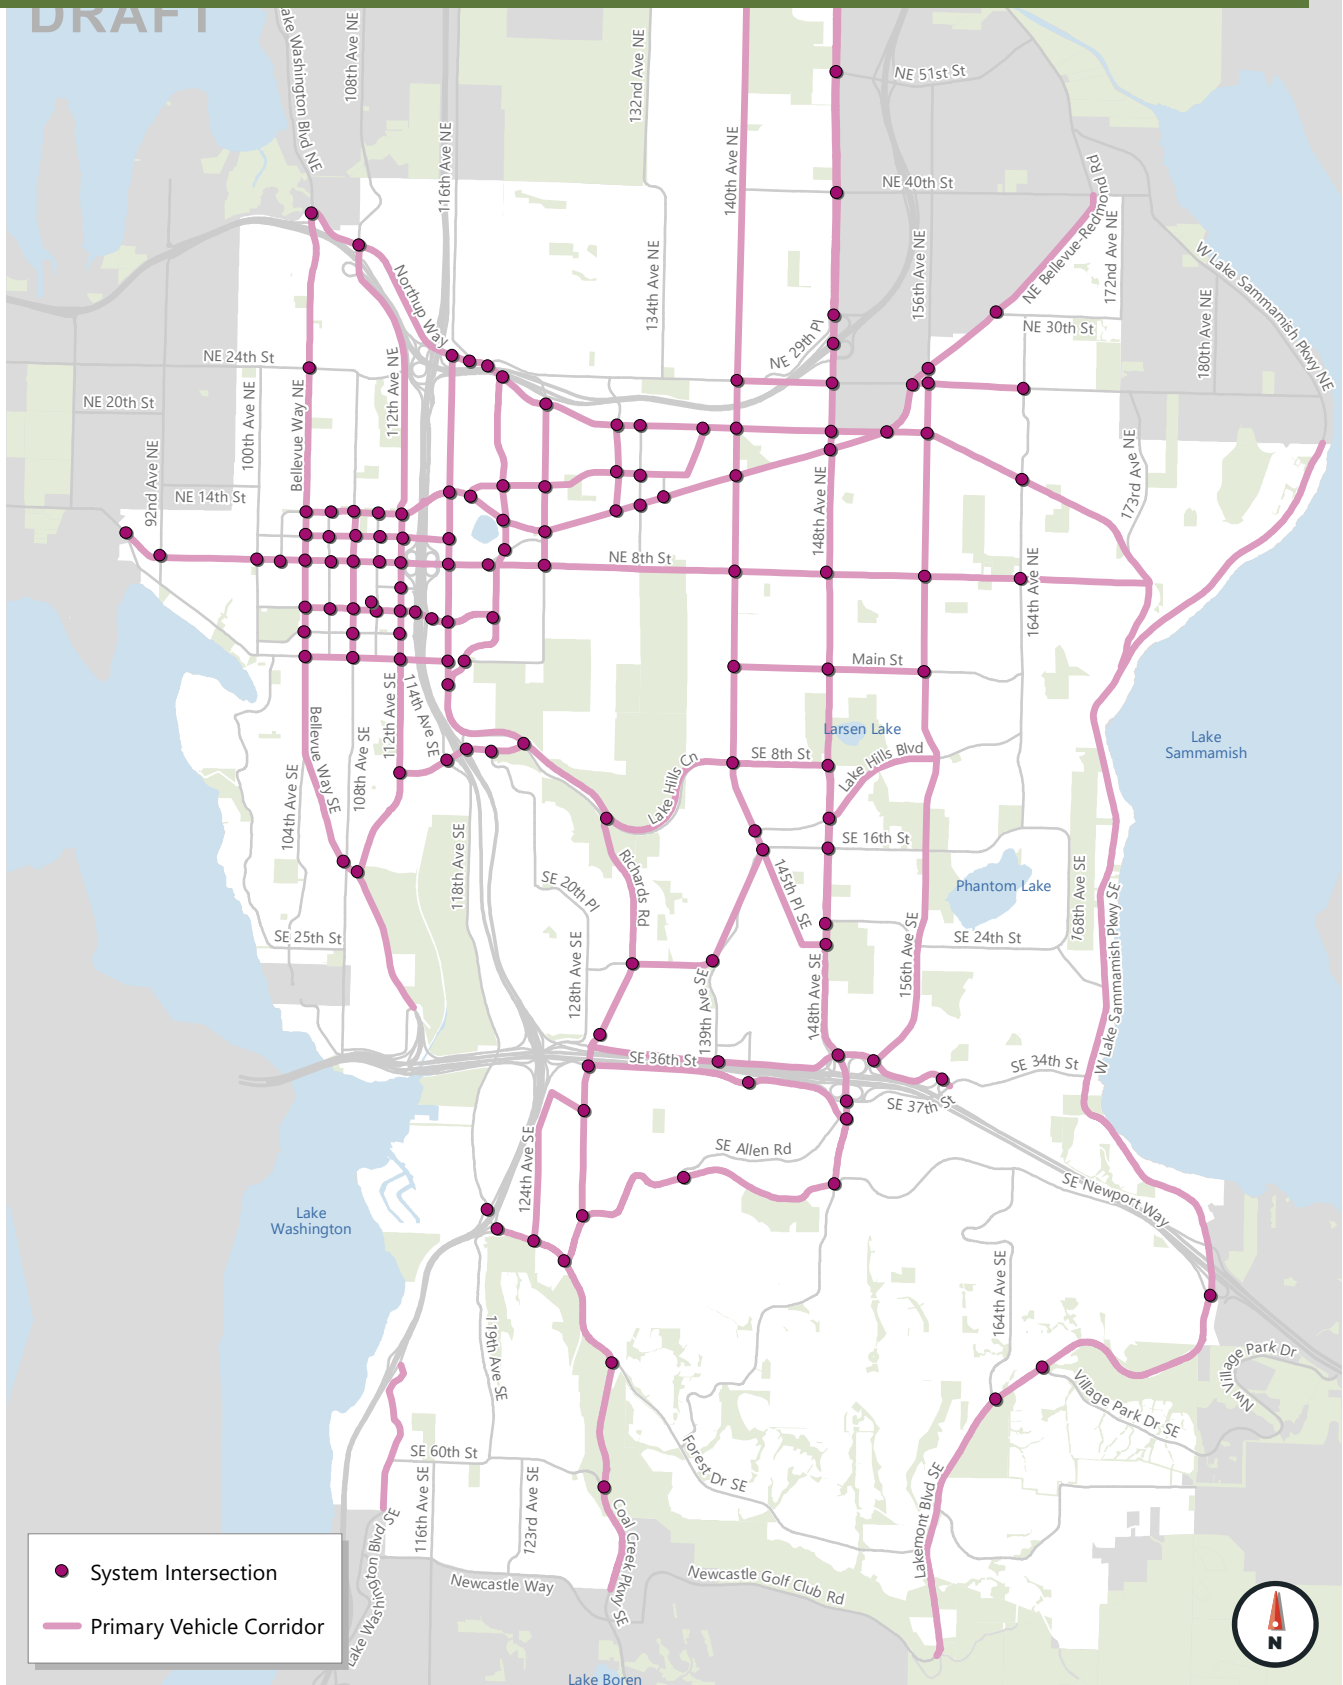 DRAFT
Lake Washington Blvd NE
108th Ave NE
116th Ave NE
132nd Ave NE
140th Ave NE
NE 51st St
NE 40th St
NE Bellevue-Redmond Rd
172nd Ave NE
W Lake Sammamish Pkwy NE
156th Ave NE
134th Ave NE
Northup Way
NE 29th Pl
NE 30th St
180th Ave NE
NE 24th St
112th Ave NE
NE 20th St
100th Ave NE
Bellevue Way NE
92nd Ave NE
NE 14th St
148th Ave NE
173rd Ave NE
NE 8th St
164th Ave NE
Main St
114th Ave SE
112th Ave SE
Bellevue Way SE
108th Ave SE
104th Ave SE
Larsen Lake
Lake
Sammamish
SE 8th St
Lake Hills Blvd
Lake Hills Cn
SE 16th St
118th Ave SE
Richards Rd
145th Pl SE
SE 20th Pl
Phantom Lake
168th Ave SE
W Lake Sammamish Pkwy SE
SE 25th St
SE 24th St
128th Ave SE
139th Ave SE
148th Ave SE
156th Ave SE
SE 36th St
SE 34th St
SE 37th St
SE Allen Rd
124th Ave SE
SE Newport Way
Lake
Washington
164th Ave SE
119th Ave SE
Village Park Dr
NW Village Park Dr SE
SE 60th St
Forest Dr SE
116th Ave SE
123rd Ave SE
Lakemont Blvd SE
Coal Creek Pkwy SE
Lake Washington Blvd SE
Newcastle Way
Newcastle Golf Club Rd
System Intersection
Primary Vehicle Corridor
N
Lake Boren